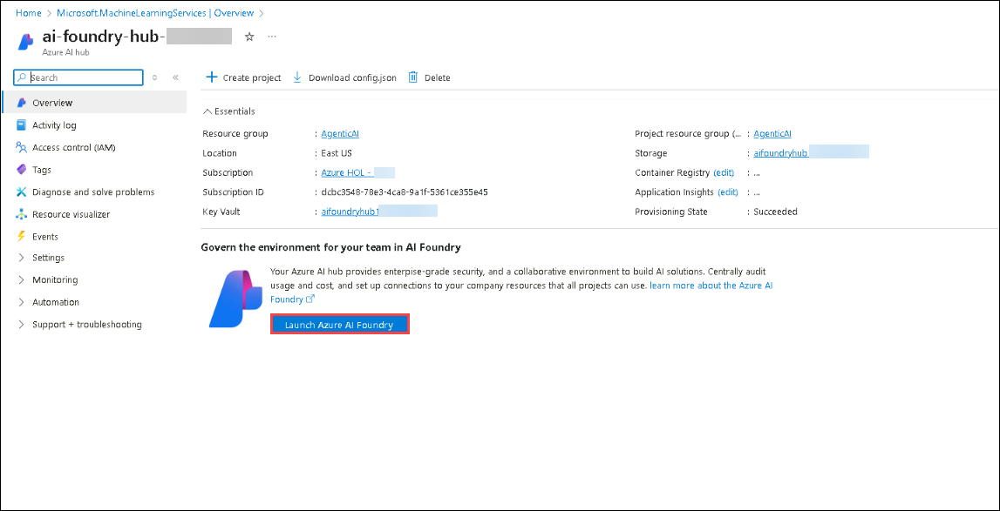 Home > Microsoft.MachineLearningServices | Overview >
ai-foundry-hub-
Azure AI hub
Search
Create project Download config.json Delete
Overview
Activity log
Access control (IAM)
Tags
Diagnose and solve problems
Resource visualizer
Events
Settings
Monitoring
Automation
Support + troubleshooting
Essentials
Resource group : AgenticAI
Location : East US
Subscription : Azure HOL -
Subscription ID : dcbc3548-78e3-4ca8-9a1f-5361ce355e45
Key Vault : aifoundryhub1
Project resource group (... : AgenticAI
Storage : aifoundryhub
Container Registry (edit) : ...
Application Insights (edit) : ...
Provisioning State : Succeeded
Govern the environment for your team in AI Foundry
Your Azure AI hub provides enterpise-grade security, and a collaborative environment to build AI solutions. Centrally audit
usage and cost, and set up connections to your company resources that all projects can use. learn more about the Azure AI
Foundry
Launch Azure AI Foundry